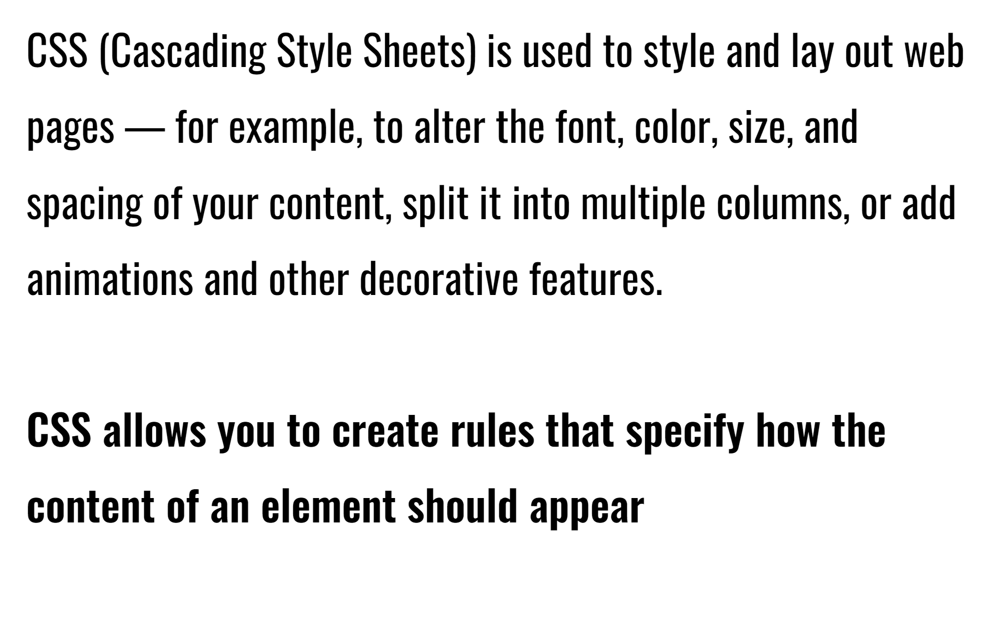 CSS (Cascading Style Sheets) is used to style and lay out web
pages — for example, to alter the font, color, size, and
spacing of your content, split it into multiple columns, or add
animations and other decorative features.
CSS allows you to create rules that specify how the
content of an element should appear